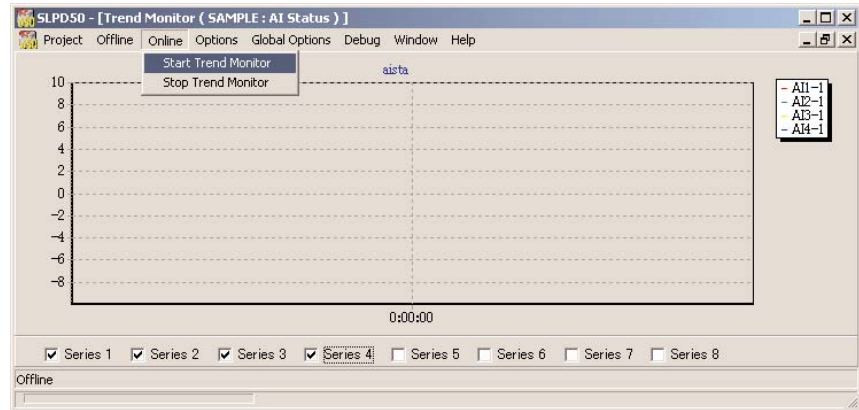 SLPD50 - [Trend Monitor ( SAMPLE : AI Status ) ]
Project Offline Online Options Global Options Debug Window Help
Start Trend Monitor
Stop Trend Monitor
aista
10
8
6
4
2
0
-2
-4
-6
-8
0:00:00
AI1-1
AI2-1
AI3-1
AI4-1
Series 1 Series 2 Series 3 Series 4 Series 5 Series 6 Series 7 Series 8
Offline